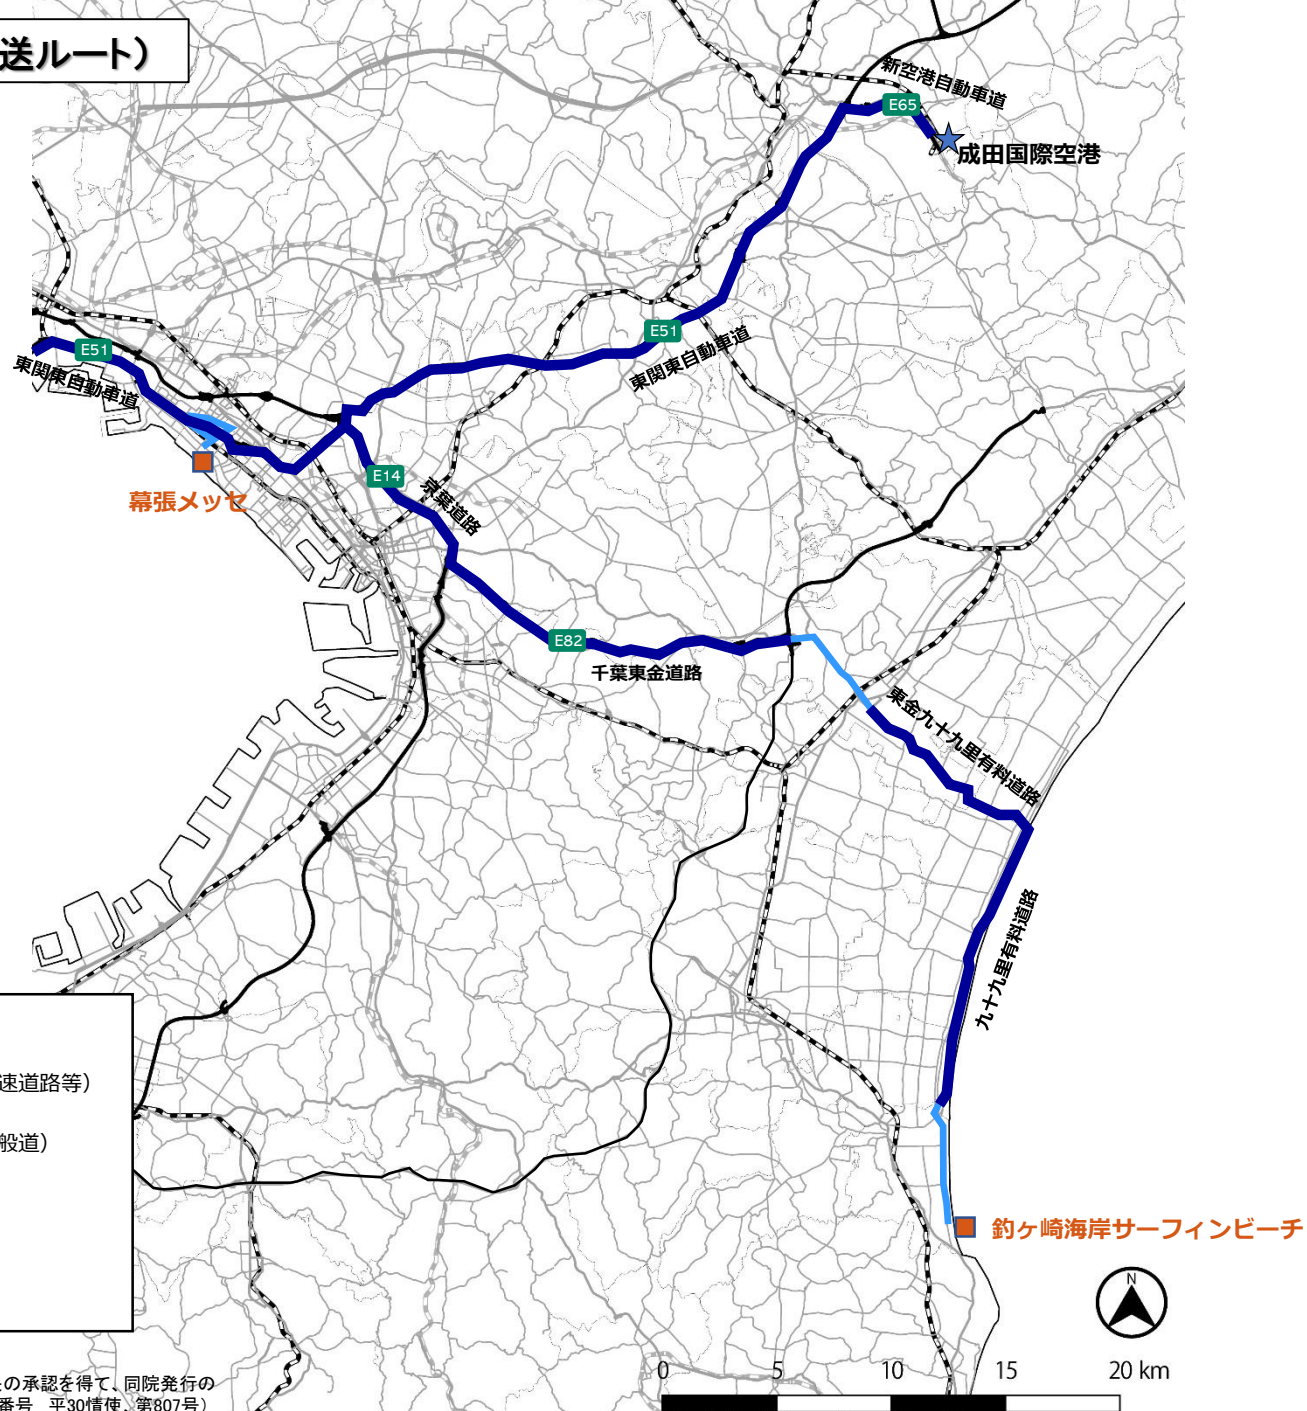 送ルート）
新空港自動車道
E65
成田国際空港
E51
東関東自動車道
E51
東関東自動車道
E14
京葉道路
幕張メッセ
E82
千葉東金道路
東金九十九里有料道路
九十九里有料道路
速道路等）
般道）
釣ヶ崎海岸サーフィンビーチ
N
0 5 10 15 20 km
の承認を得て、同院発行の
番号 平30情使、第807号）